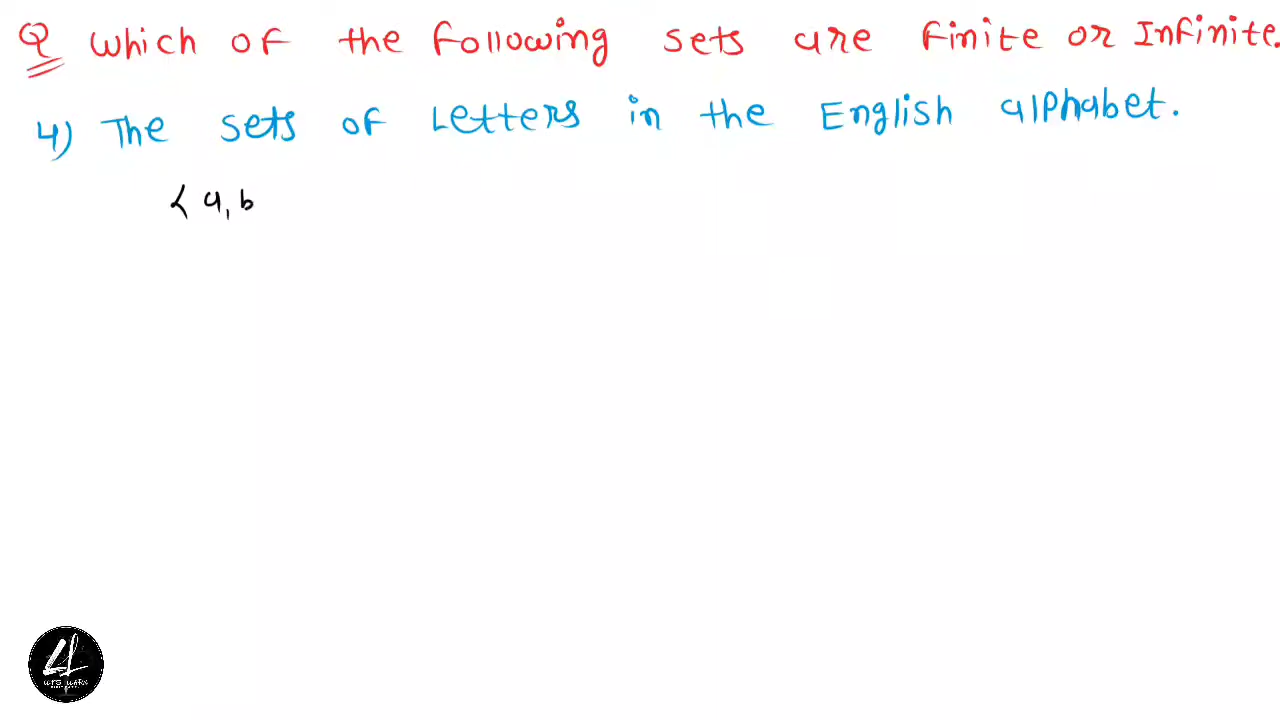 Q Which of the following sets are finite or Infinite.
4) The sets of Letters in the English alphabet.
{ a, b